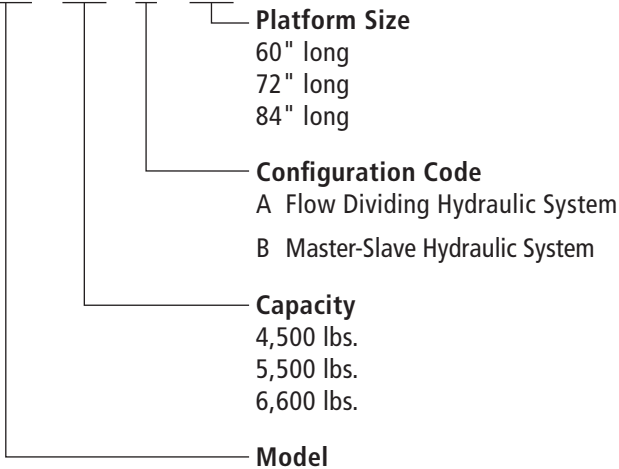 Platform Size
60" long
72" long
84" long
Configuration Code
A Flow Dividing Hydraulic System
B Master-Slave Hydraulic System
Capacity
4,500 lbs.
5,500 lbs.
6,600 lbs.
Model